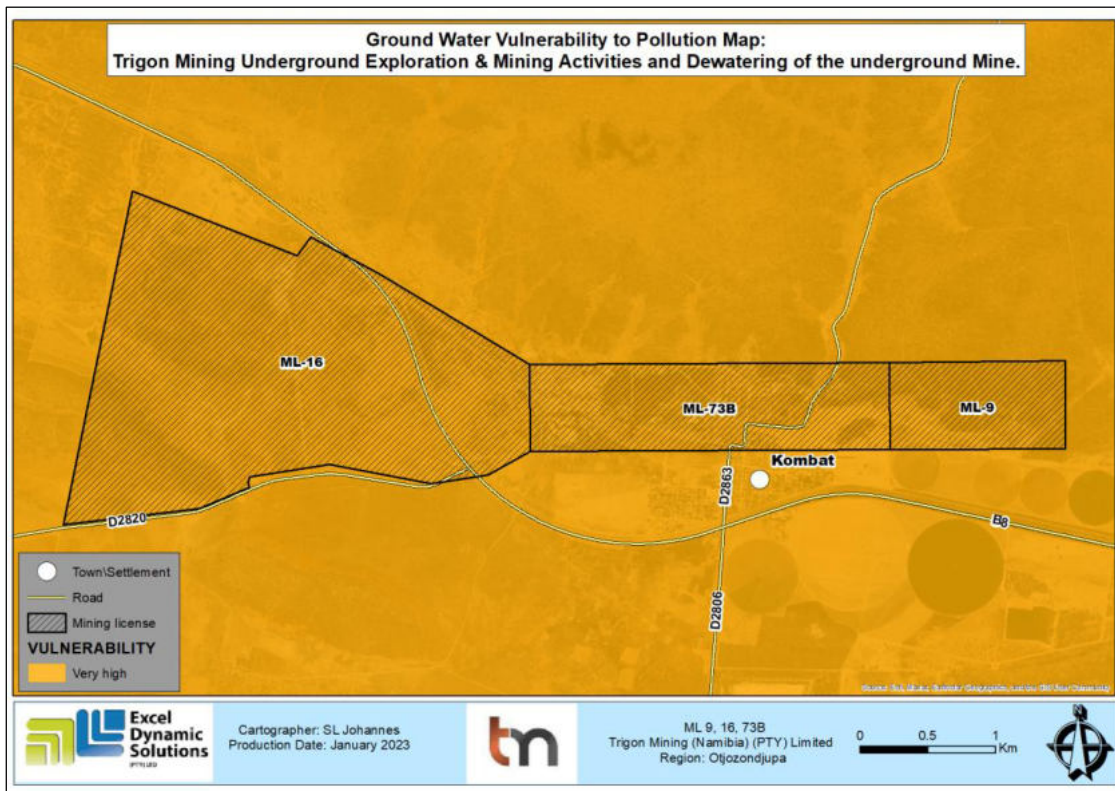 Ground Water Vulnerability to Pollution Map:
Trigon Mining Underground Exploration & Mining Activities and Dewatering of the underground Mine.
ML-16
ML-73B
ML-9
Kombat
D2863
B8
D2820
D2806
Town\Settlement
Road
Mining license
VULNERABILITY
Very high
Excel
Dynamic
Solutions
(PTY) LTD
Cartographer: SL Johannes
Production Date: January 2023
tm
ML 9, 16, 73B
Trigon Mining (Namibia) (PTY) Limited
Region: Otjozondjupa
0 0.5 1
Km
N